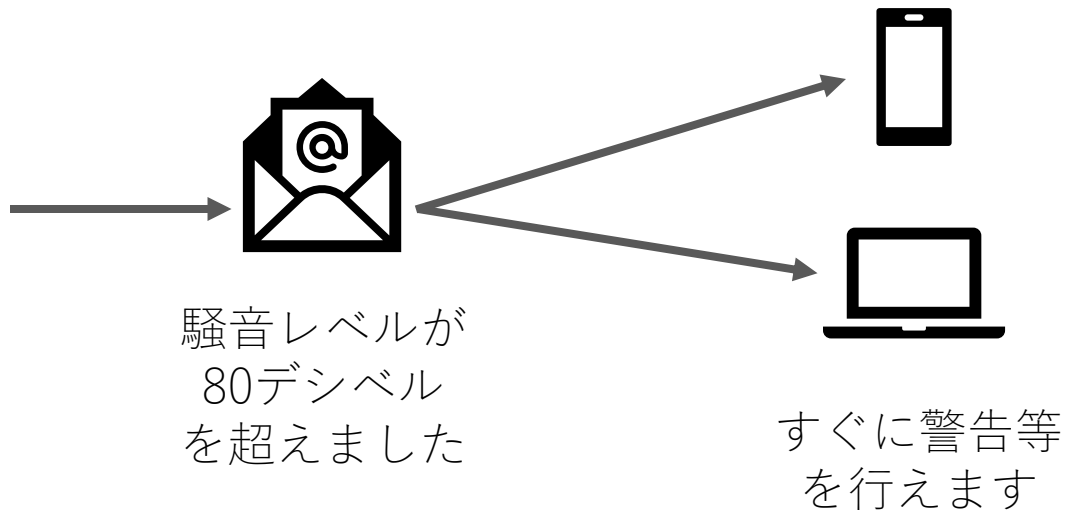 @
騒音レベルが
80デシベル
を超えました
すぐに警告等
を行えます